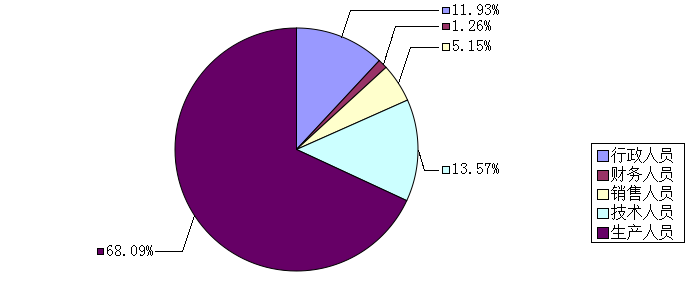 11.93%
1.26%
5.15%
13.57%
68.09%
行政人员
财务人员
销售人员
技术人员
生产人员